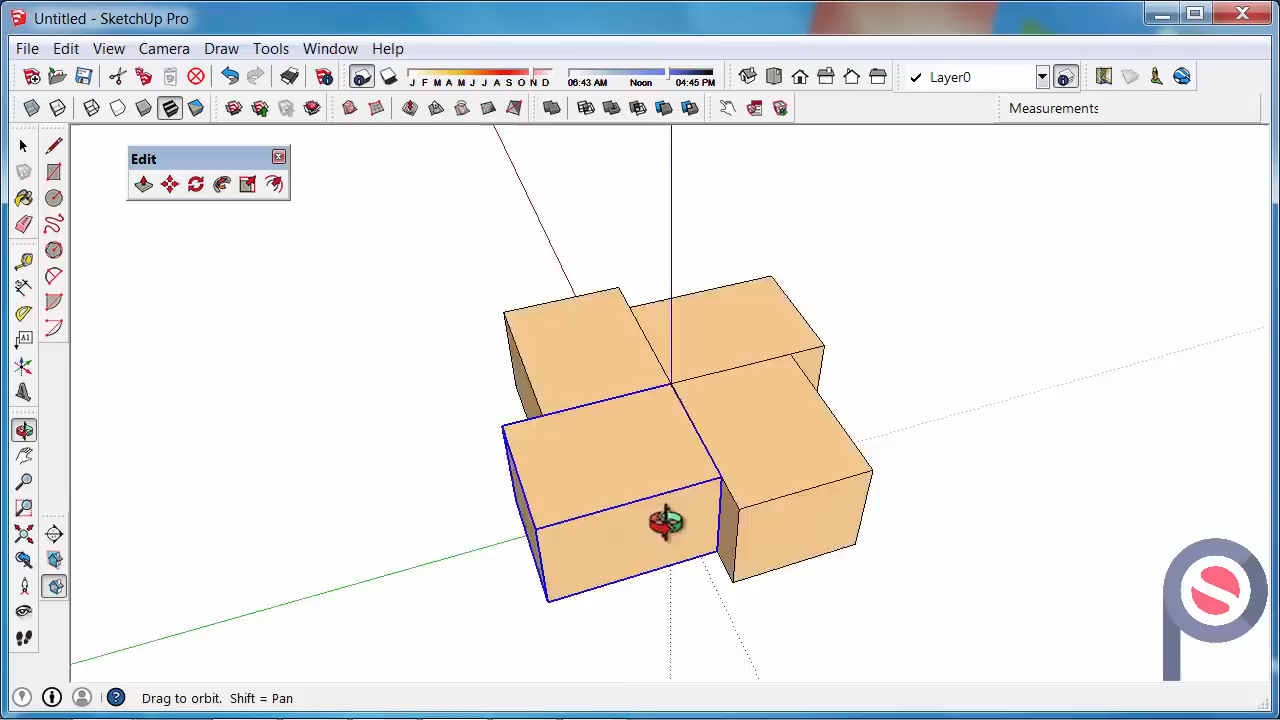 Untitled - SketchUp Pro
File Edit View Camera Draw Tools Window Help
J F M A M J J A S O N D 06:43 AM Noon 04:45 PM Layer0
Measurements
Edit
A1
Drag to orbit. Shift = Pan